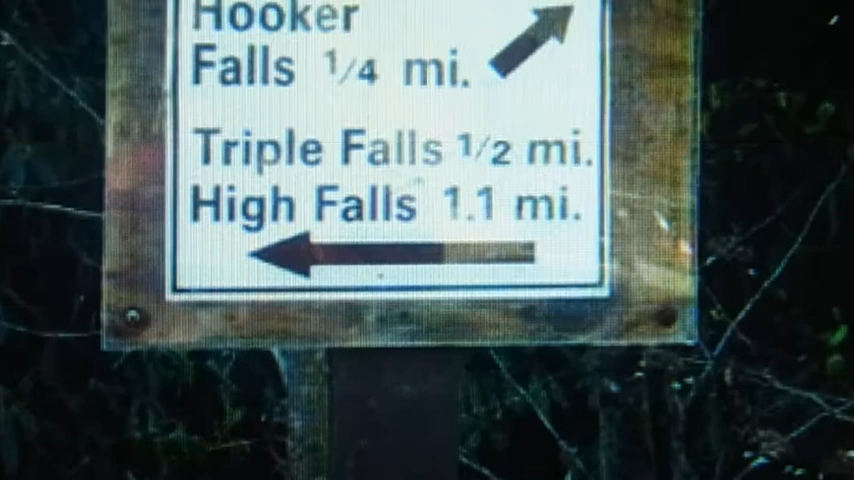 Hooker
Falls 1/4 mi.
Triple Falls 1/2 mi.
High Falls 1.1 mi.